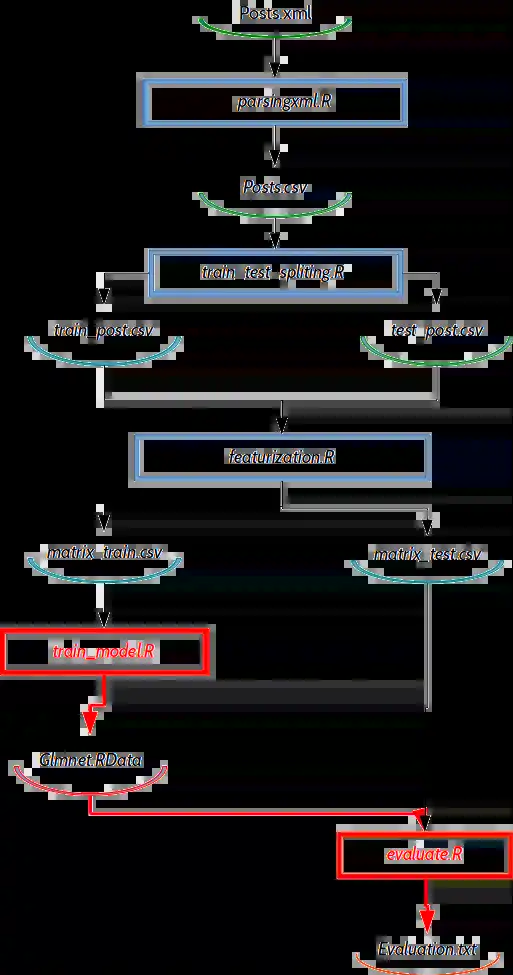 Posts.xml
parsingxml.R
Posts.csv
train_test_spliting.R
train_post.csv
test_post.csv
featurization.R
matrix_train.csv
matrix_test.csv
train_model.R
Glmnet.RData
evaluate.R
Evaluation.txt